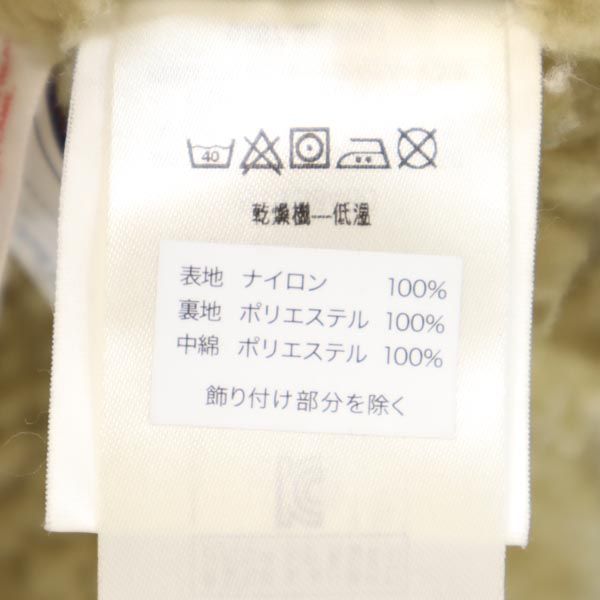 40
乾燥機—低溫
表地 ナイロン 100%
裏地 ポリエステル 100%
中綿 ポリエステル 100%
飾り付け部分を除く